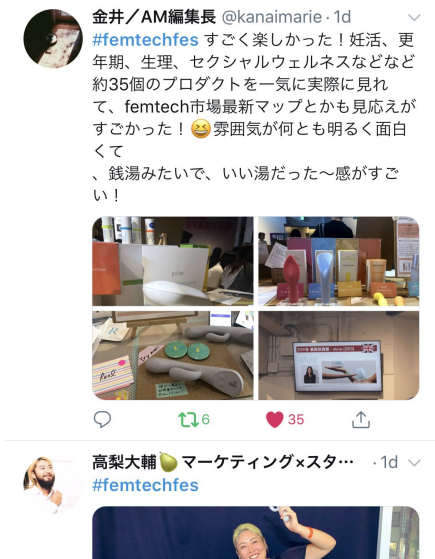 金井／AM編集長 @kanaimarie · 1d
#femtechfes すごく楽しかった！妊活、更
年期、生理、セクシャルウェルネスなどなど
約35個のプロダクトを一気に実際に見れ
て、femtech市場最新マップとかも見応えが
すごかった！😆雰囲気が何とも明るく面白
くて
、銭湯みたいで、いい湯だった〜感がすご
い！
6
35
高梨大輔🍐マーケティング×スタ… · 1d
#femtechfes